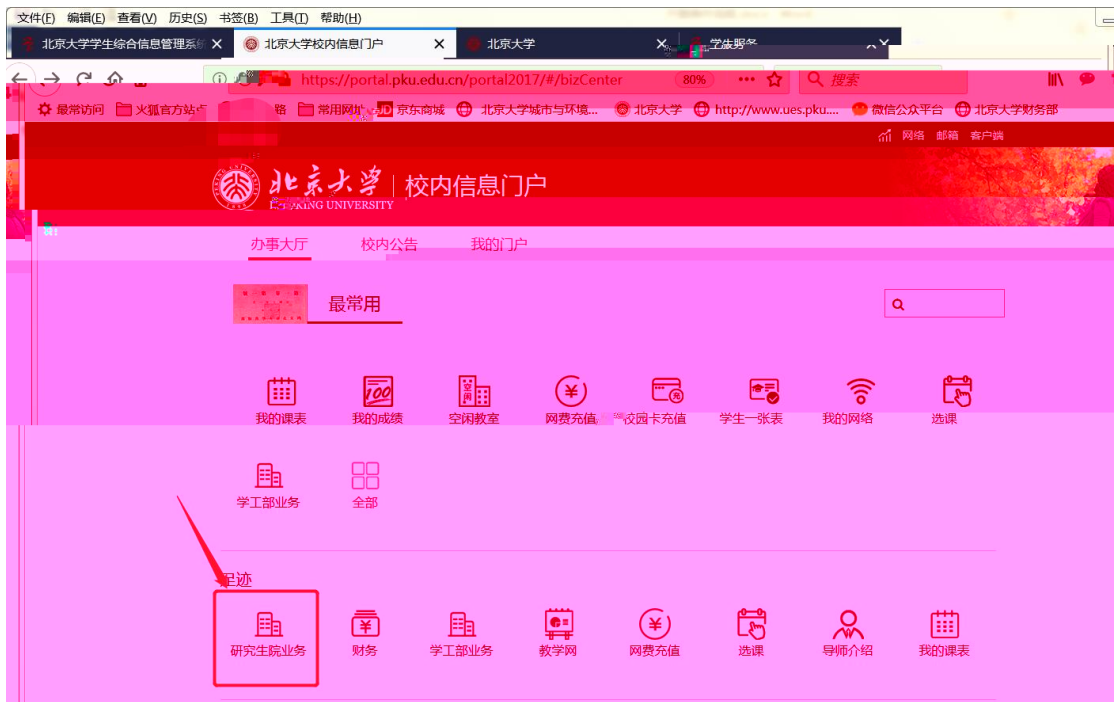 文件(F) 编辑(E) 查看(V) 历史(S) 书签(B) 工具(T) 帮助(H)
北京大学学生综合信息管理系统 北京大学校内信息门户 北京大学
https://portal.pku.edu.cn/portal2017/#/bizCenter 80% 搜索
最常访问 火狐官方站点 常用网址 JD 京东商城 北京大学城市与环境... 北京大学 http://www.ues.pku.... 微信公众平台 北京大学财务部
网络 邮箱 客户端
北京大学 校内信息门户
PEKING UNIVERSITY
办事大厅 校内公告 我的门户
最常用
我的课表 我的成绩 空闲教室 网费充值 校园卡充值 学生一张表 我的网络 选课
学工部业务 全部
足迹
研究生院业务 财务 学工部业务 教学网 网费充值 选课 导师介绍 我的课表